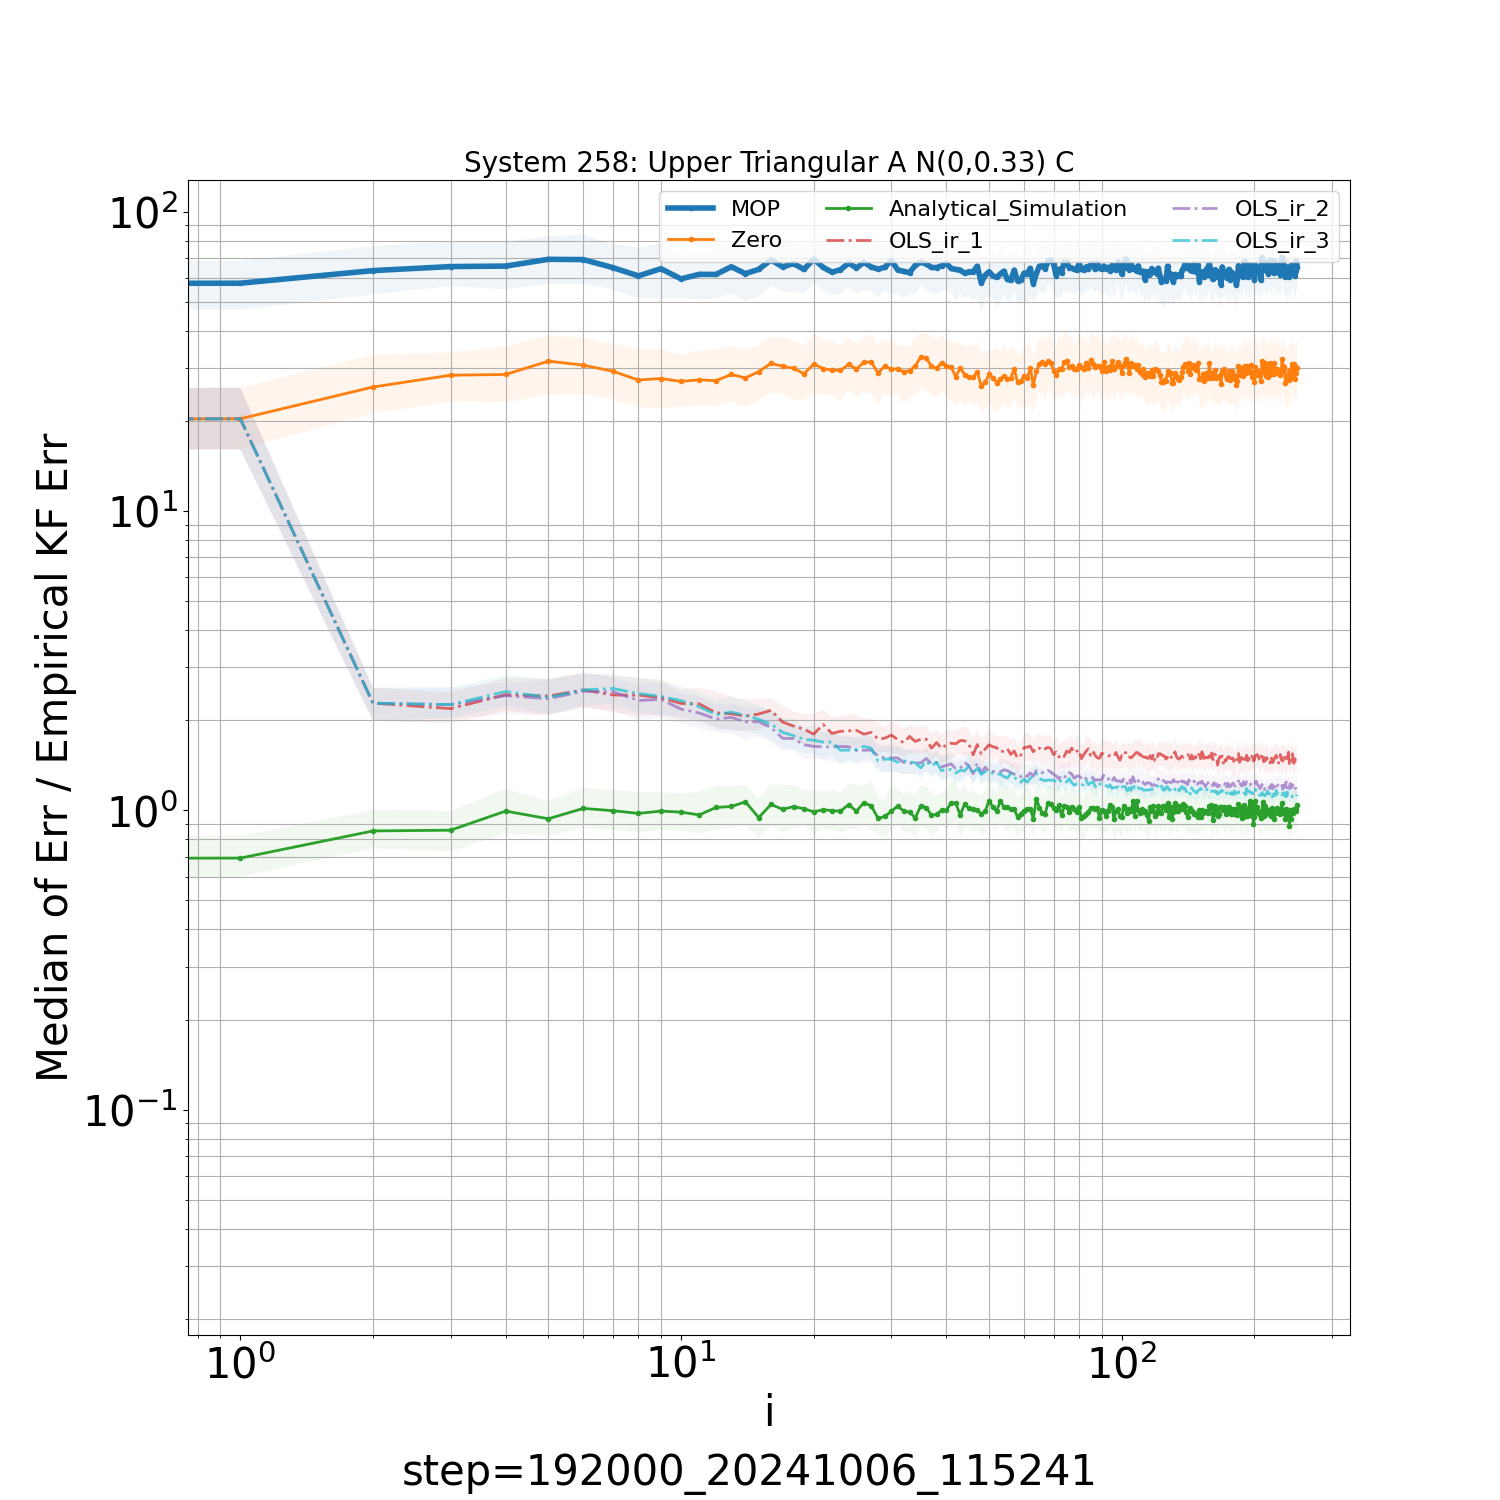 System 258: Upper Triangular A N(0,0.33) C
MOP
Zero
Analytical_Simulation
OLS_ir_1
OLS_ir_2
OLS_ir_3
Median of Err / Empirical KF Err
10²
10¹
10⁰
10⁻¹
10⁰ 10¹ 10²
i
step=192000_20241006_115241